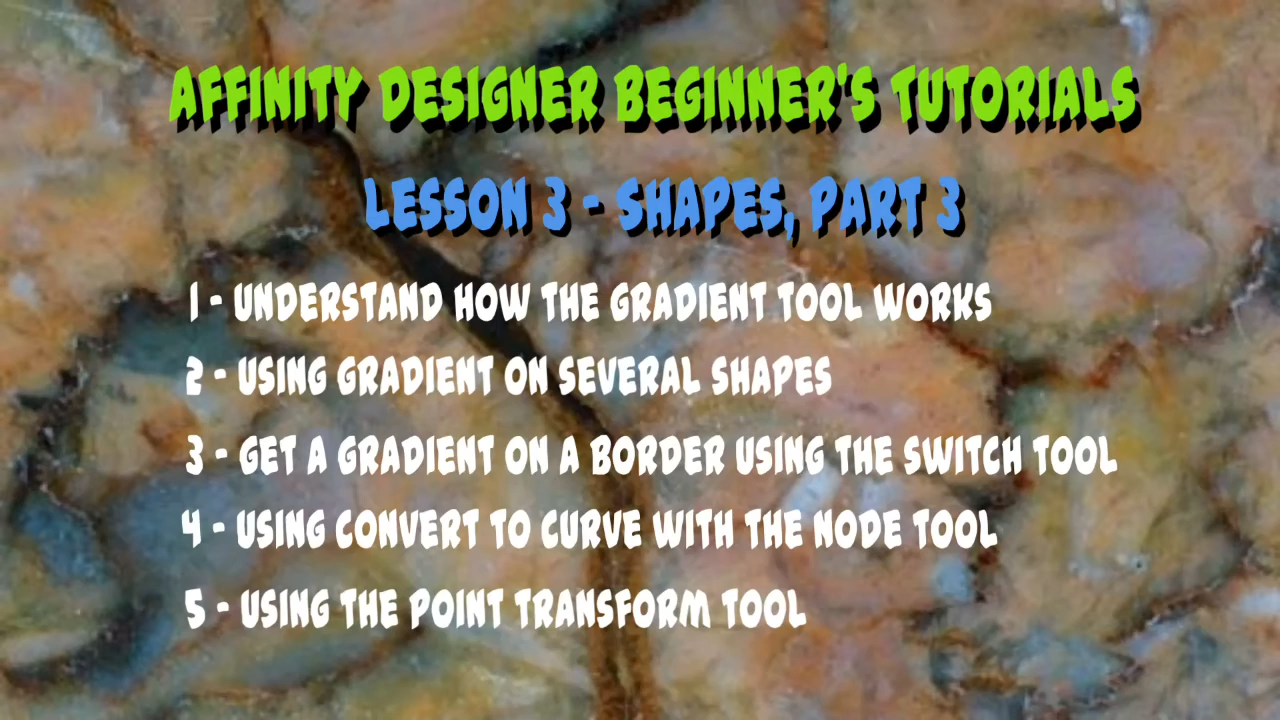 AFFINITY DESIGNER BEGINNER'S TUTORIALS
LESSON 3 - SHAPES, PART 3
1 - UNDERSTAND HOW THE GRADIENT TOOL WORKS
2 - USING GRADIENT ON SEVERAL SHAPES
3 - GET A GRADIENT ON A BORDER USING THE SWITCH TOOL
4 - USING CONVERT TO CURVE WITH THE NODE TOOL
5 - USING THE POINT TRANSFORM TOOL